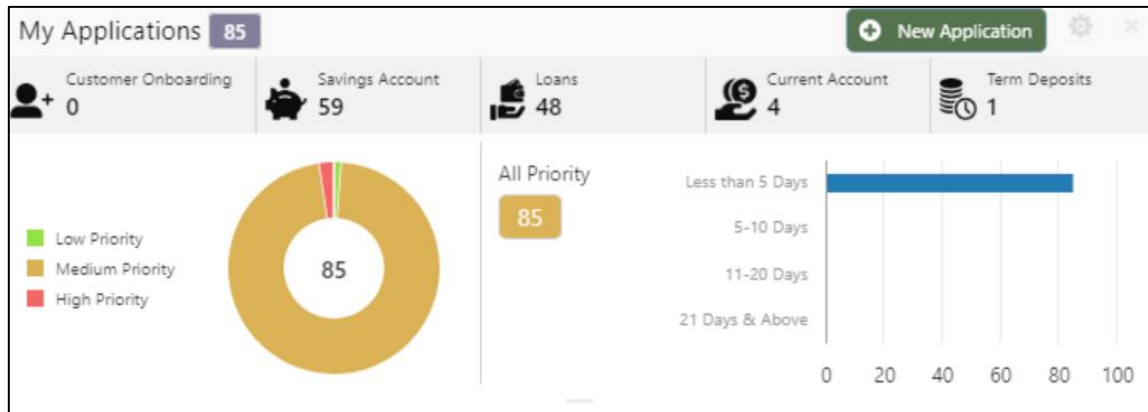 My Applications 85
New Application
Customer Onboarding
0
Savings Account
59
Loans
48
Current Account
4
Term Deposits
1
Low Priority
Medium Priority
High Priority
85
All Priority
85
Less than 5 Days
5-10 Days
11-20 Days
21 Days & Above
0 20 40 60 80 100